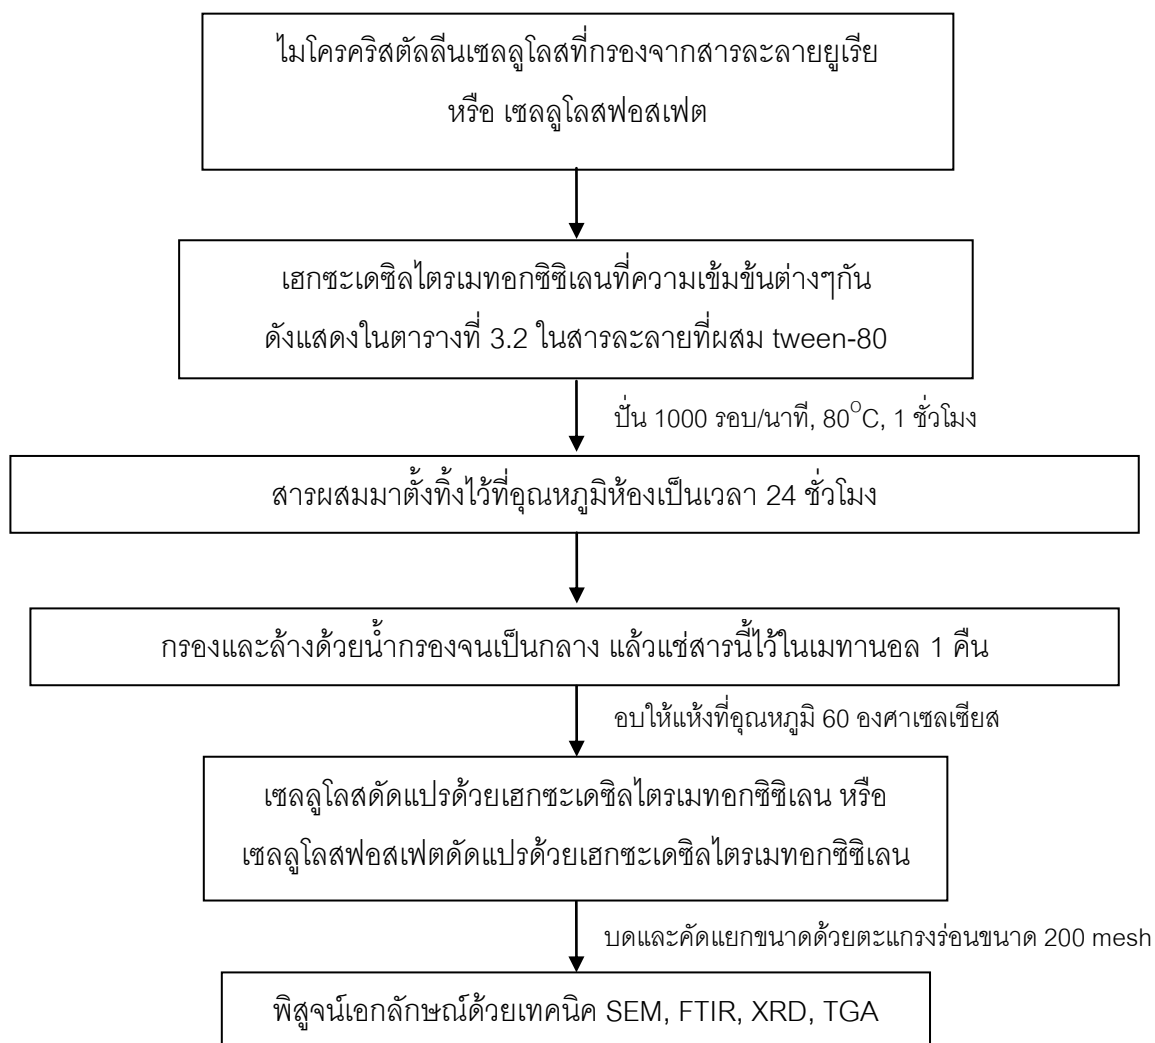 ไมโครคริสตัลลีนเซลลูโลสที่กรองจากสารละลายยูเรีย
หรือ เซลลูโลสฟอสเฟต
เฮกซะเดซิลไตรเมทอกซิซิเลนที่ความเข้มข้นต่างๆกัน
ดังแสดงในตารางที่ 3.2 ในสารละลายที่ผสม tween-80
ปั่น 1000 รอบ/นาที, 80°C, 1 ชั่วโมง
สารผสมมาตั้งทิ้งไว้ที่อุณหภูมิห้องเป็นเวลา 24 ชั่วโมง
กรองและล้างด้วยน้ำกรองจนเป็นกลาง แล้วแช่สารนี้ไว้ในเมทานอล 1 คืน
อบให้แห้งที่อุณหภูมิ 60 องศาเซลเซียส
เซลลูโลสดัดแปรด้วยเฮกซะเดซิลไตรเมทอกซิซิเลน หรือ
เซลลูโลสฟอสเฟตดัดแปรด้วยเฮกซะเดซิลไตรเมทอกซิซิเลน
บดและคัดแยกขนาดด้วยตะแกรงร่อนขนาด 200 mesh
พิสูจน์เอกลักษณ์ด้วยเทคนิค SEM, FTIR, XRD, TGA